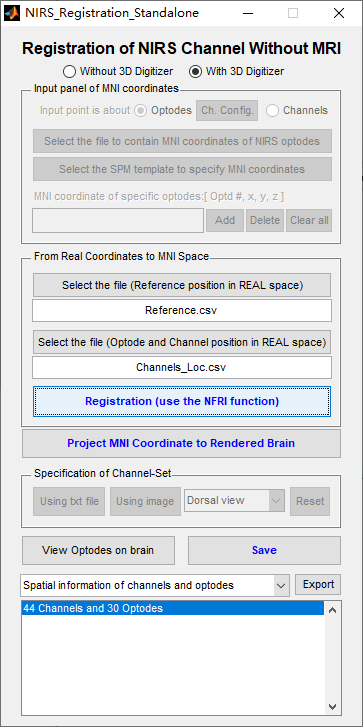 NIRS_Registration_Standalone
Registration of NIRS Channel Without MRI
Without 3D Digitizer With 3D Digitizer
Input panel of MNI coordinates
Input point is about Optodes Ch. Config. Channels
Select the file to contain MNI coordinates of NIRS optodes
Select the SPM template to specify MNI coordinates
MNI coordinate of specific optodes:[ Optd #, x, y, z ]
Add Delete Clear all
From Real Coordinates to MNI Space
Select the file (Reference position in REAL space)
Reference.csv
Select the file (Optode and Channel position in REAL space)
Channels_Loc.csv
Registration (use the NFRI function)
Project MNI Coordinate to Rendered Brain
Specification of Channel-Set
Using txt file Using image Dorsal view Reset
View Optodes on brain Save
Spatial information of channels and optodes Export
44 Channels and 30 Optodes